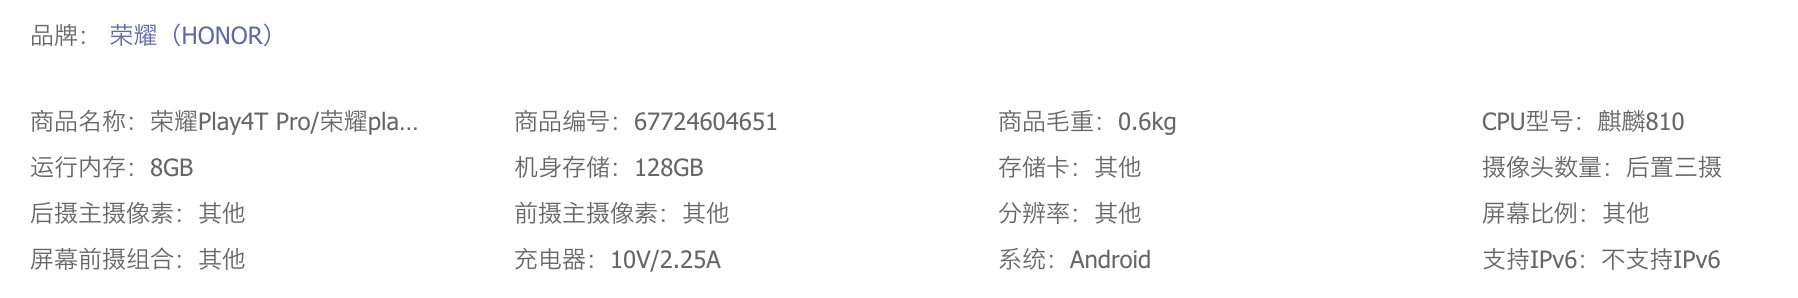 品牌： 荣耀（HONOR）
商品名称：荣耀Play4T Pro/荣耀pla... 商品编号：67724604651 商品毛重：0.6kg CPU型号：麒麟810
运行内存：8GB 机身存储：128GB 存储卡：其他 摄像头数量：后置三摄
后摄主摄像素：其他 前摄主摄像素：其他 分辨率：其他 屏幕比例：其他
屏幕前摄组合：其他 充电器：10V/2.25A 系统：Android 支持IPv6：不支持IPv6